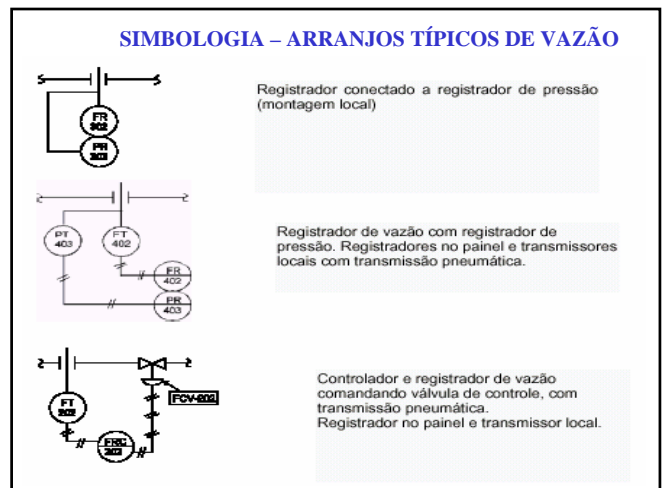 SIMBOLOGIA – ARRANJOS TÍPICOS DE VAZÃO
Registrador conectado a registrador de pressão
(montagem local)
FR
302
PR
Registrador de vazão com registrador de
pressão. Registradores no painel e transmissores
locais com transmissão pneumática.
PT
403
FT
402
FR
402
PR
403
Controlador e registrador de vazão
comandando válvula de controle, com
transmissão pneumática.
Registrador no painel e transmissor local.
FCV-202
FT
202
FRC
202